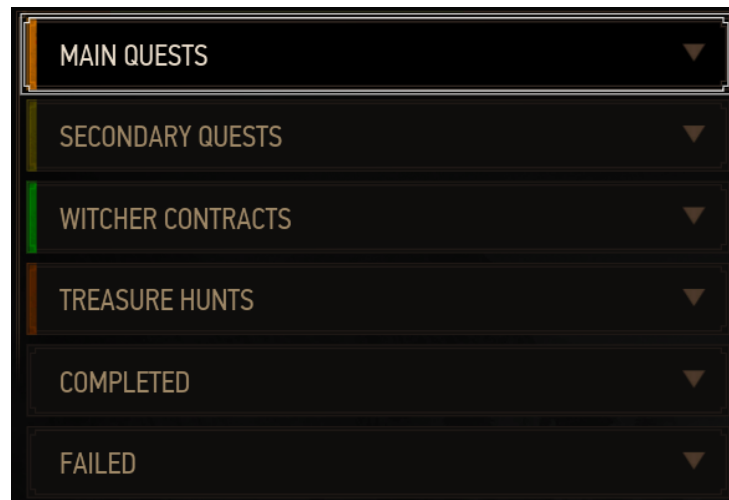 MAIN QUESTS
SECONDARY QUESTS
WITCHER CONTRACTS
TREASURE HUNTS
COMPLETED
FAILED